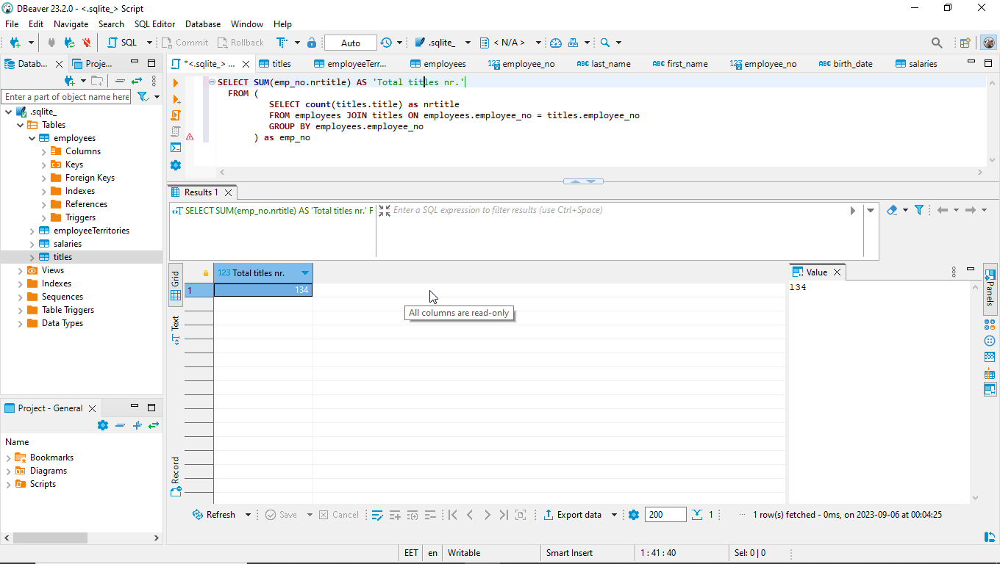 DBeaver 23.2.0 - <.sqlite_> Script
File Edit Navigate Search SQL Editor Database Window Help
SQL Commit Rollback Auto .sqlite_ < N/A >
Datab... Proje...
*<.sqlite_> ... titles employeeTerr... employees 123 employee_no ABC last_name ABC first_name 123 employee_no ABC birth_date salaries
Enter a part of object name here
.sqlite_
Tables
employees
Columns
Keys
Foreign Keys
Indexes
References
Triggers
employeeTerritories
salaries
titles
Views
Indexes
Sequences
Table Triggers
Data Types
SELECT SUM(emp_no.nrtitle) AS 'Total titles nr.'
FROM (
SELECT count(titles.title) as nrtitle
FROM employees JOIN titles ON employees.employee_no = titles.employee_no
GROUP BY employees.employee_no
) as emp_no
Results 1
SELECT SUM(emp_no.nrtitle) AS 'Total titles nr.' F
Enter a SQL expression to filter results (use Ctrl+Space)
Grid
Text
Record
123 Total titles nr.
1 134
All columns are read-only
Value
134
Panels
Project - General
Name
Bookmarks
Diagrams
Scripts
Refresh Save Cancel Export data 200 1 ... 1 row(s) fetched - 0ms, on 2023-09-06 at 00:04:25
EET en Writable Smart Insert 1 : 41 : 40 Sel: 0 | 0